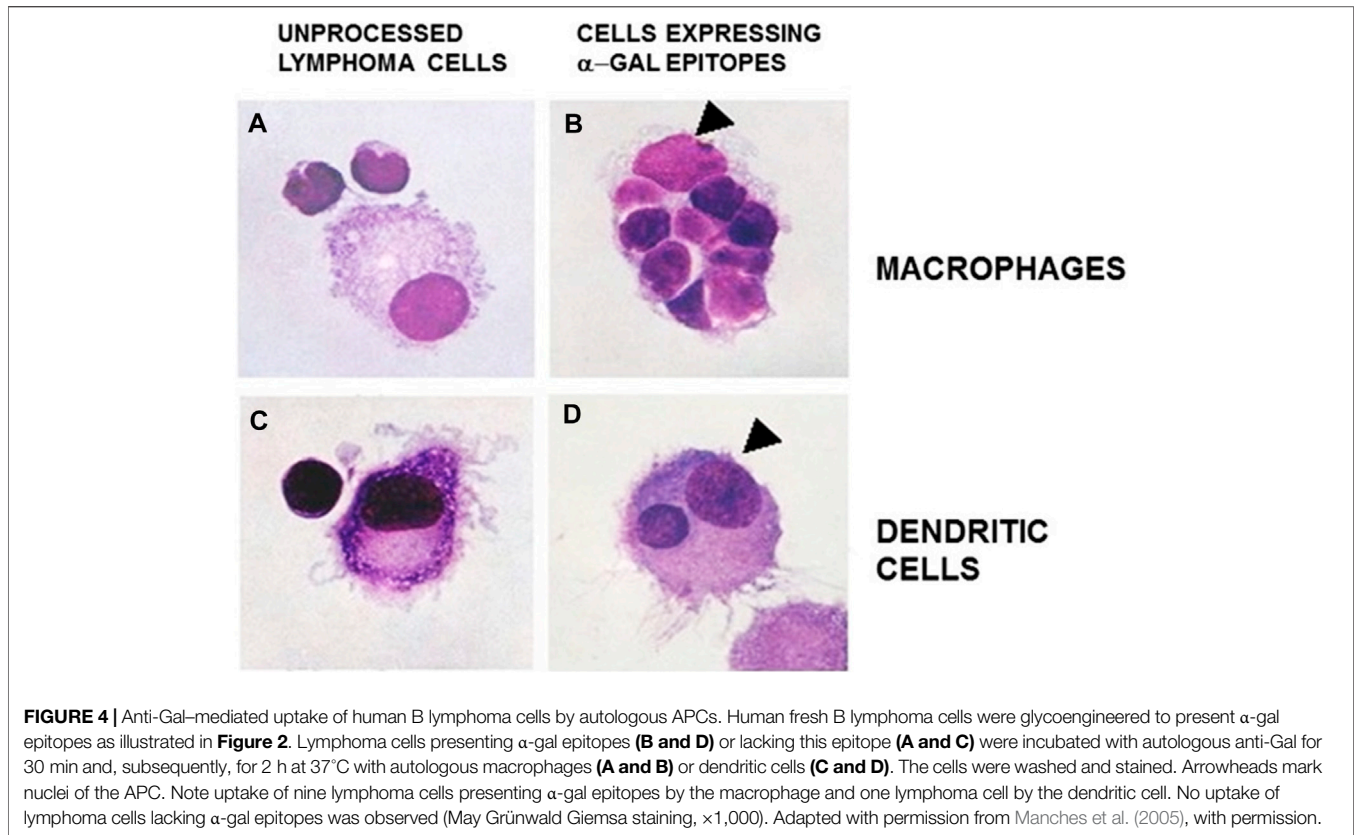 UNPROCESSED
LYMPHOMA CELLS
CELLS EXPRESSING
α–GAL EPITOPES
A
B
MACROPHAGES
C
D
DENDRITIC
CELLS
FIGURE 4 | Anti-Gal–mediated uptake of human B lymphoma cells by autologous APCs. Human fresh B lymphoma cells were glycoengineered to present α-gal
epitopes as illustrated in Figure 2. Lymphoma cells presenting α-gal epitopes (B and D) or lacking this epitope (A and C) were incubated with autologous anti-Gal for
30 min and, subsequently, for 2 h at 37°C with autologous macrophages (A and B) or dendritic cells (C and D). The cells were washed and stained. Arrowheads mark
nuclei of the APC. Note uptake of nine lymphoma cells presenting α-gal epitopes by the macrophage and one lymphoma cell by the dendritic cell. No uptake of
lymphoma cells lacking α-gal epitopes was observed (May Grünwald Giemsa staining, ×1,000). Adapted with permission from Manches et al. (2005), with permission.